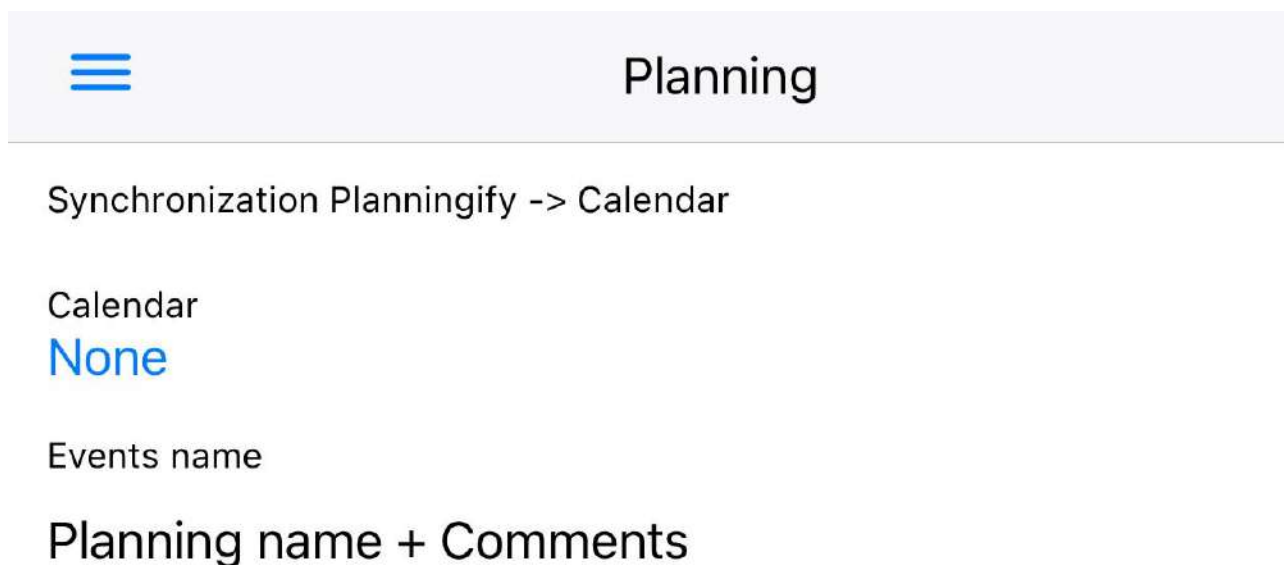 Planning
Synchronization Planningify -> Calendar
Calendar
None
Events name
Planning name + Comments